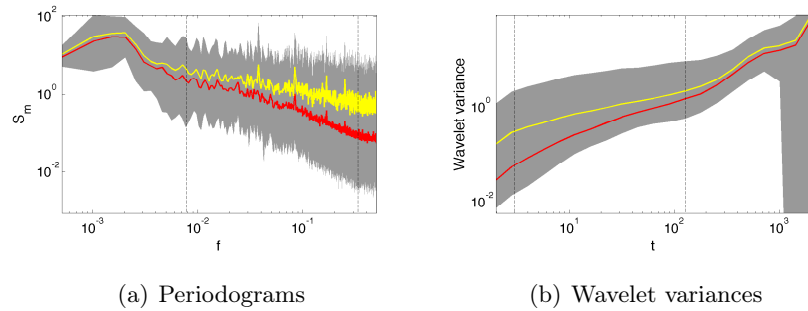 10^2
10^0
10^-2
S_m
10^-3
10^-2
10^-1
f
(a) Periodograms
10^0
10^-2
Wavelet variance
10^1
10^2
10^3
t
(b) Wavelet variances